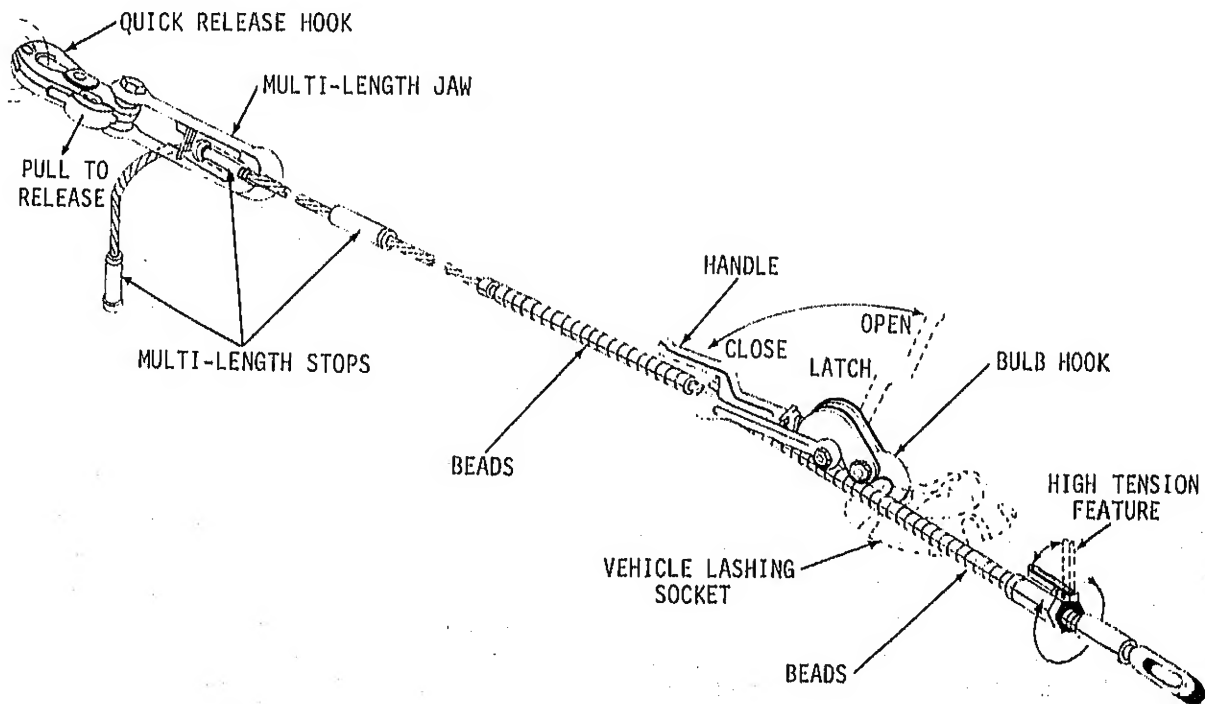 QUICK RELEASE HOOK
MULTI-LENGTH JAW
PULL TO
RELEASE
HANDLE
OPEN
CLOSE
LATCH
BULB HOOK
MULTI-LENGTH STOPS
BEADS
HIGH TENSION
FEATURE
VEHICLE LASHING
SOCKET
BEADS